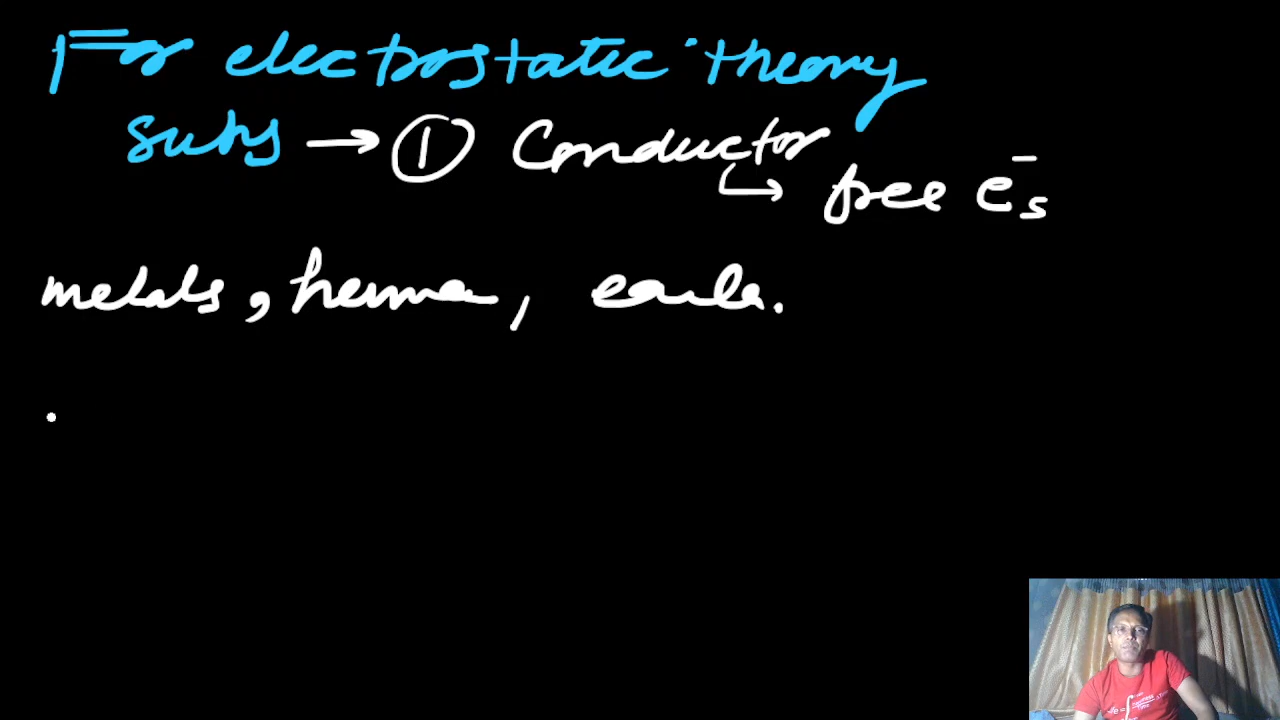 For electrostatic theory
subs → ① Conductor
↳ free e⁻s
metals, human, earth.